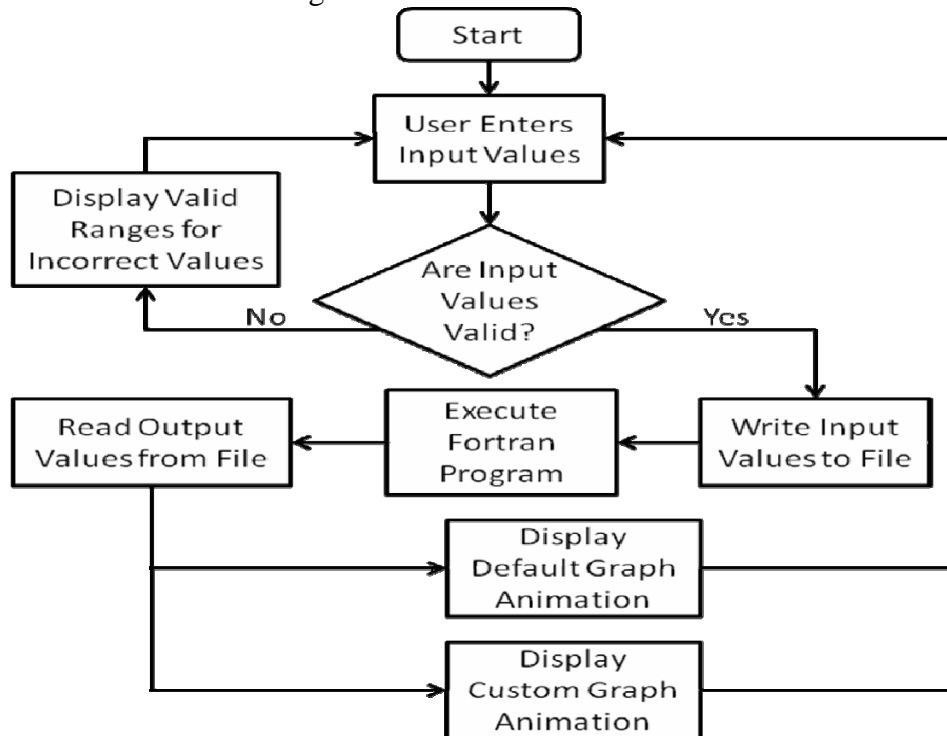 Start
User Enters
Input Values
Display Valid
Ranges for
Incorrect Values
Are Input
Values
Valid?
No
Yes
Read Output
Values from File
Execute
Fortran
Program
Write Input
Values to File
Display
Default Graph
Animation
Display
Custom Graph
Animation